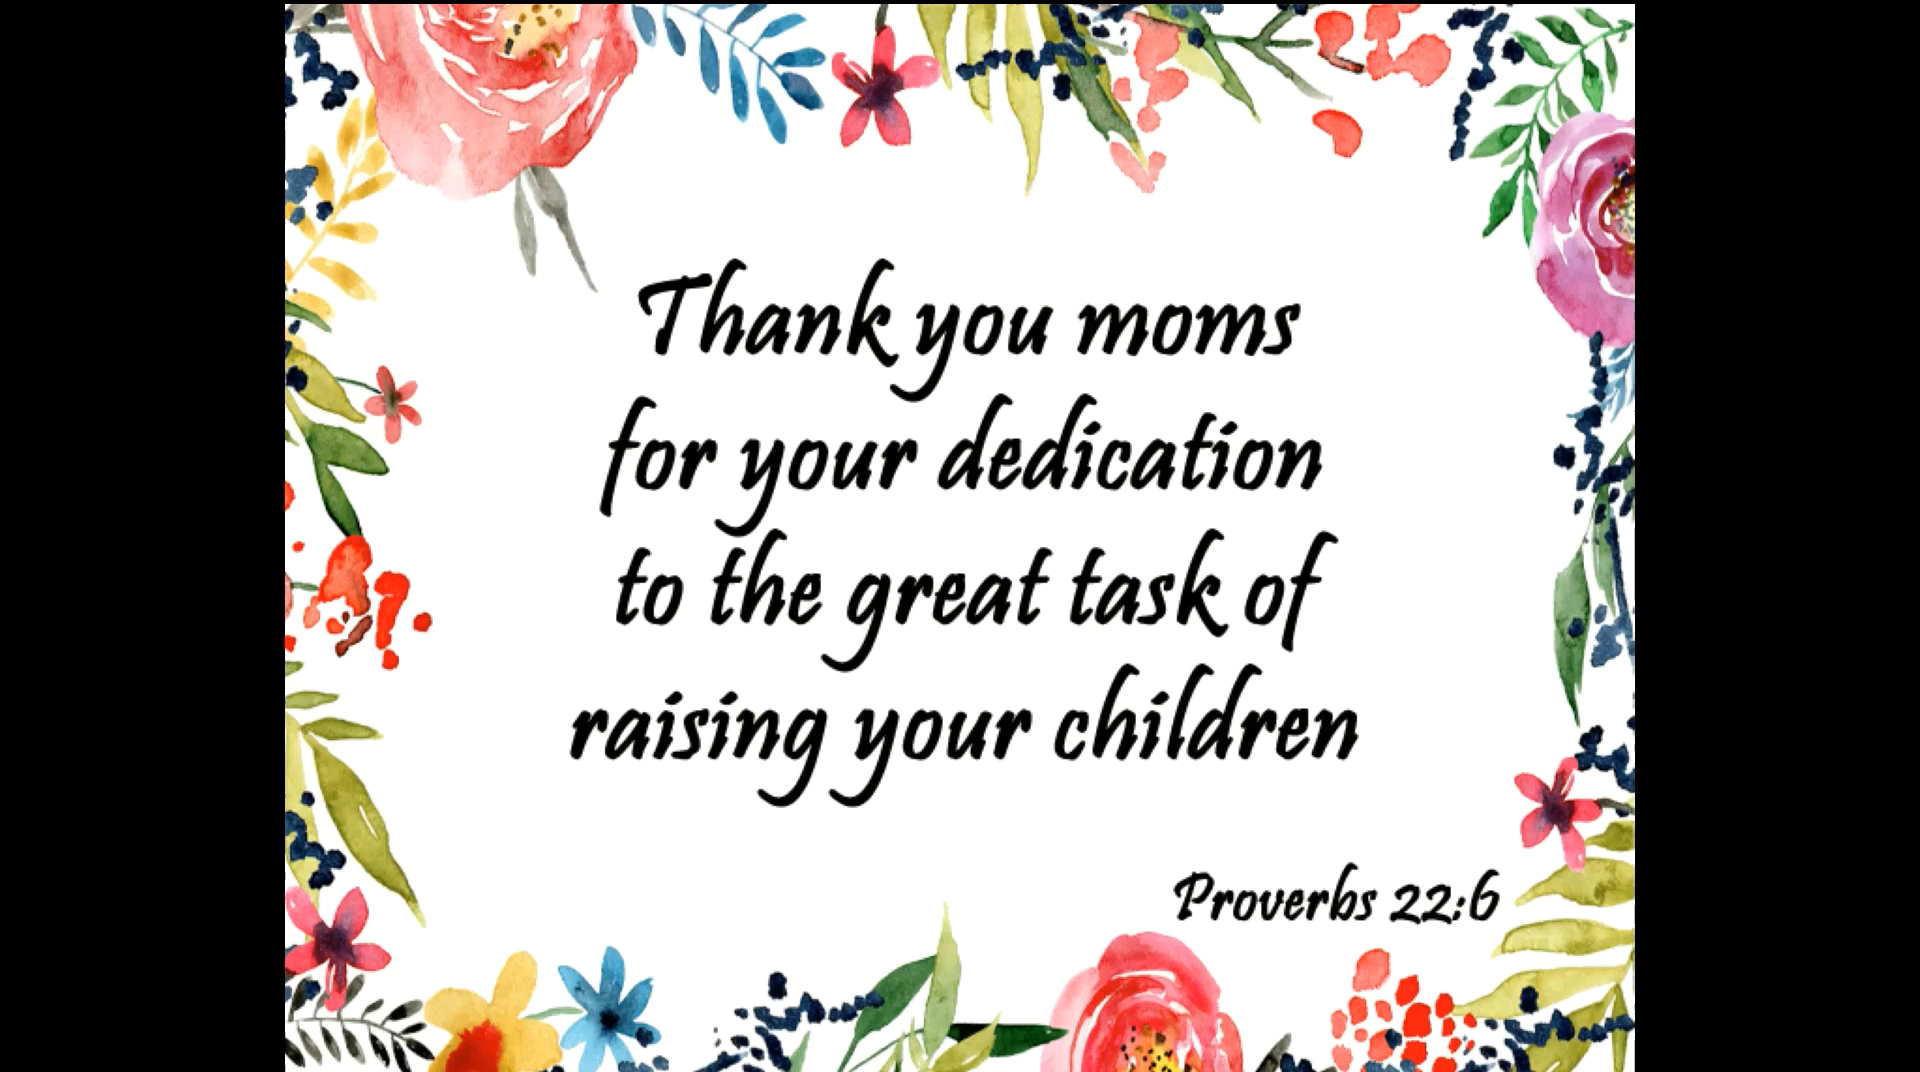 Thank you moms
for your dedication
to the great task of
raising your children
Proverbs 22:6